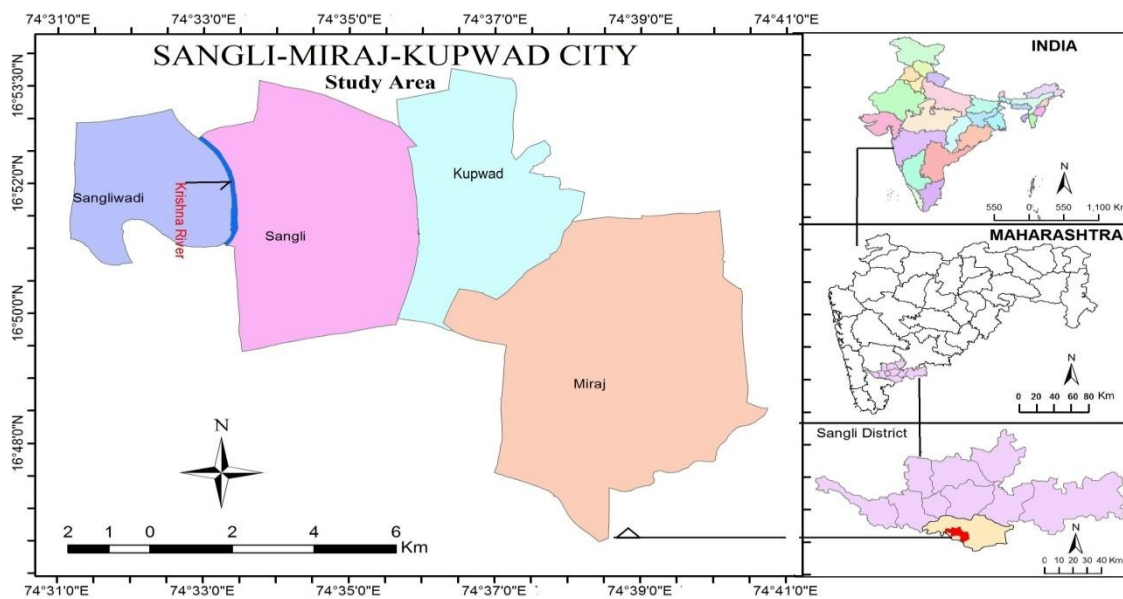 74°31'0"E 74°33'0"E 74°35'0"E 74°37'0"E 74°39'0"E 74°41'0"E
SANGLI-MIRAJ-KUPWAD CITY
Study Area
16°53'30"N
16°52'0"N
16°50'0"N
16°48'0"N
Sangliwadi
Krishna River
Sangli
Kupwad
Miraj
N
2 1 0 2 4 6
Km
74°31'0"E 74°33'0"E 74°35'0"E 74°37'0"E 74°39'0"E 74°41'0"E
INDIA
N
550 0 550 1,100 Km
MAHARASHTRA
N
0 20 40 60 80 Km
Sangli District
N
0 10 20 30 40 Km